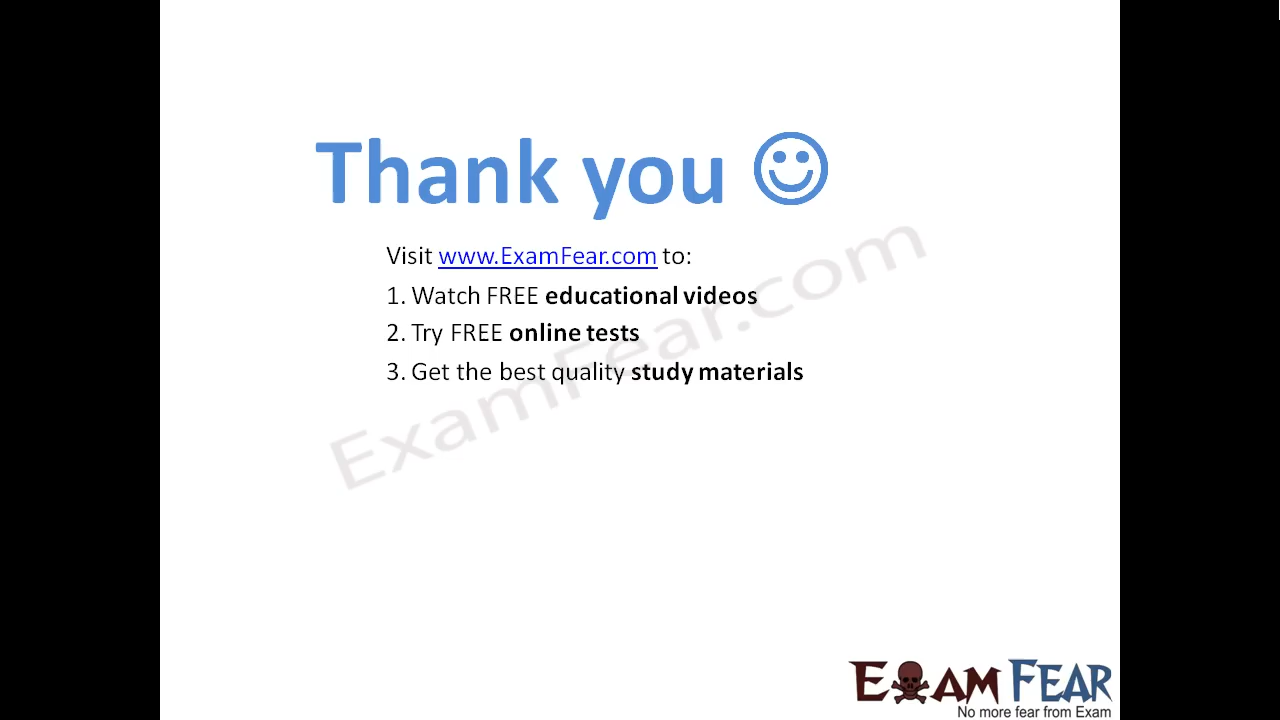 Thank you ☺
Visit www.ExamFear.com to:
1. Watch FREE educational videos
2. Try FREE online tests
3. Get the best quality study materials
ExamFear.com
EXAM FEAR
No more fear from Exam